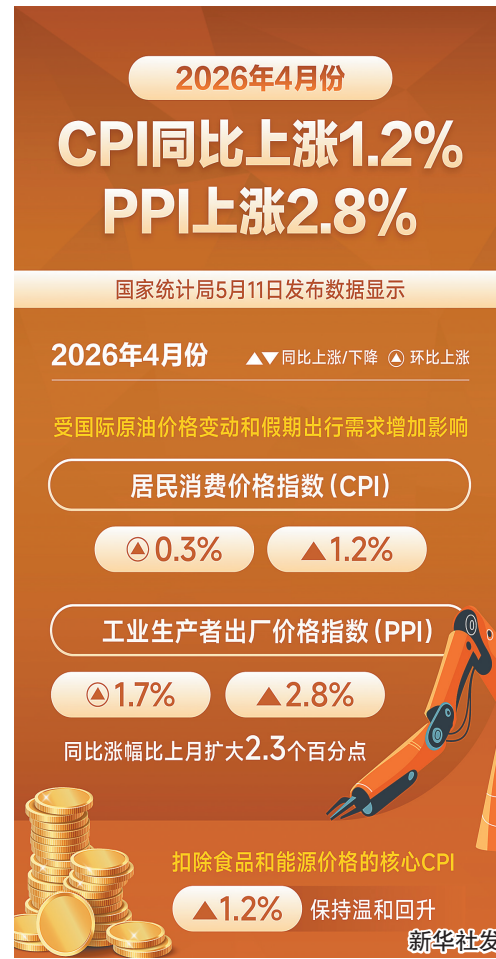 2026年4月份
CPI同比上涨1.2%
PPI上涨2.8%
国家统计局5月11日发布数据显示
2026年4月份 ▲▼同比上涨/下降 ▲环比上涨
受国际原油价格变动和假期出行需求增加影响
居民消费价格指数(CPI)
▲0.3% ▲1.2%
工业生产者出厂价格指数(PPI)
▲1.7% ▲2.8%
同比涨幅比上月扩大2.3个百分点
扣除食品和能源价格的核心CPI
▲1.2% 保持温和回升
新华社发